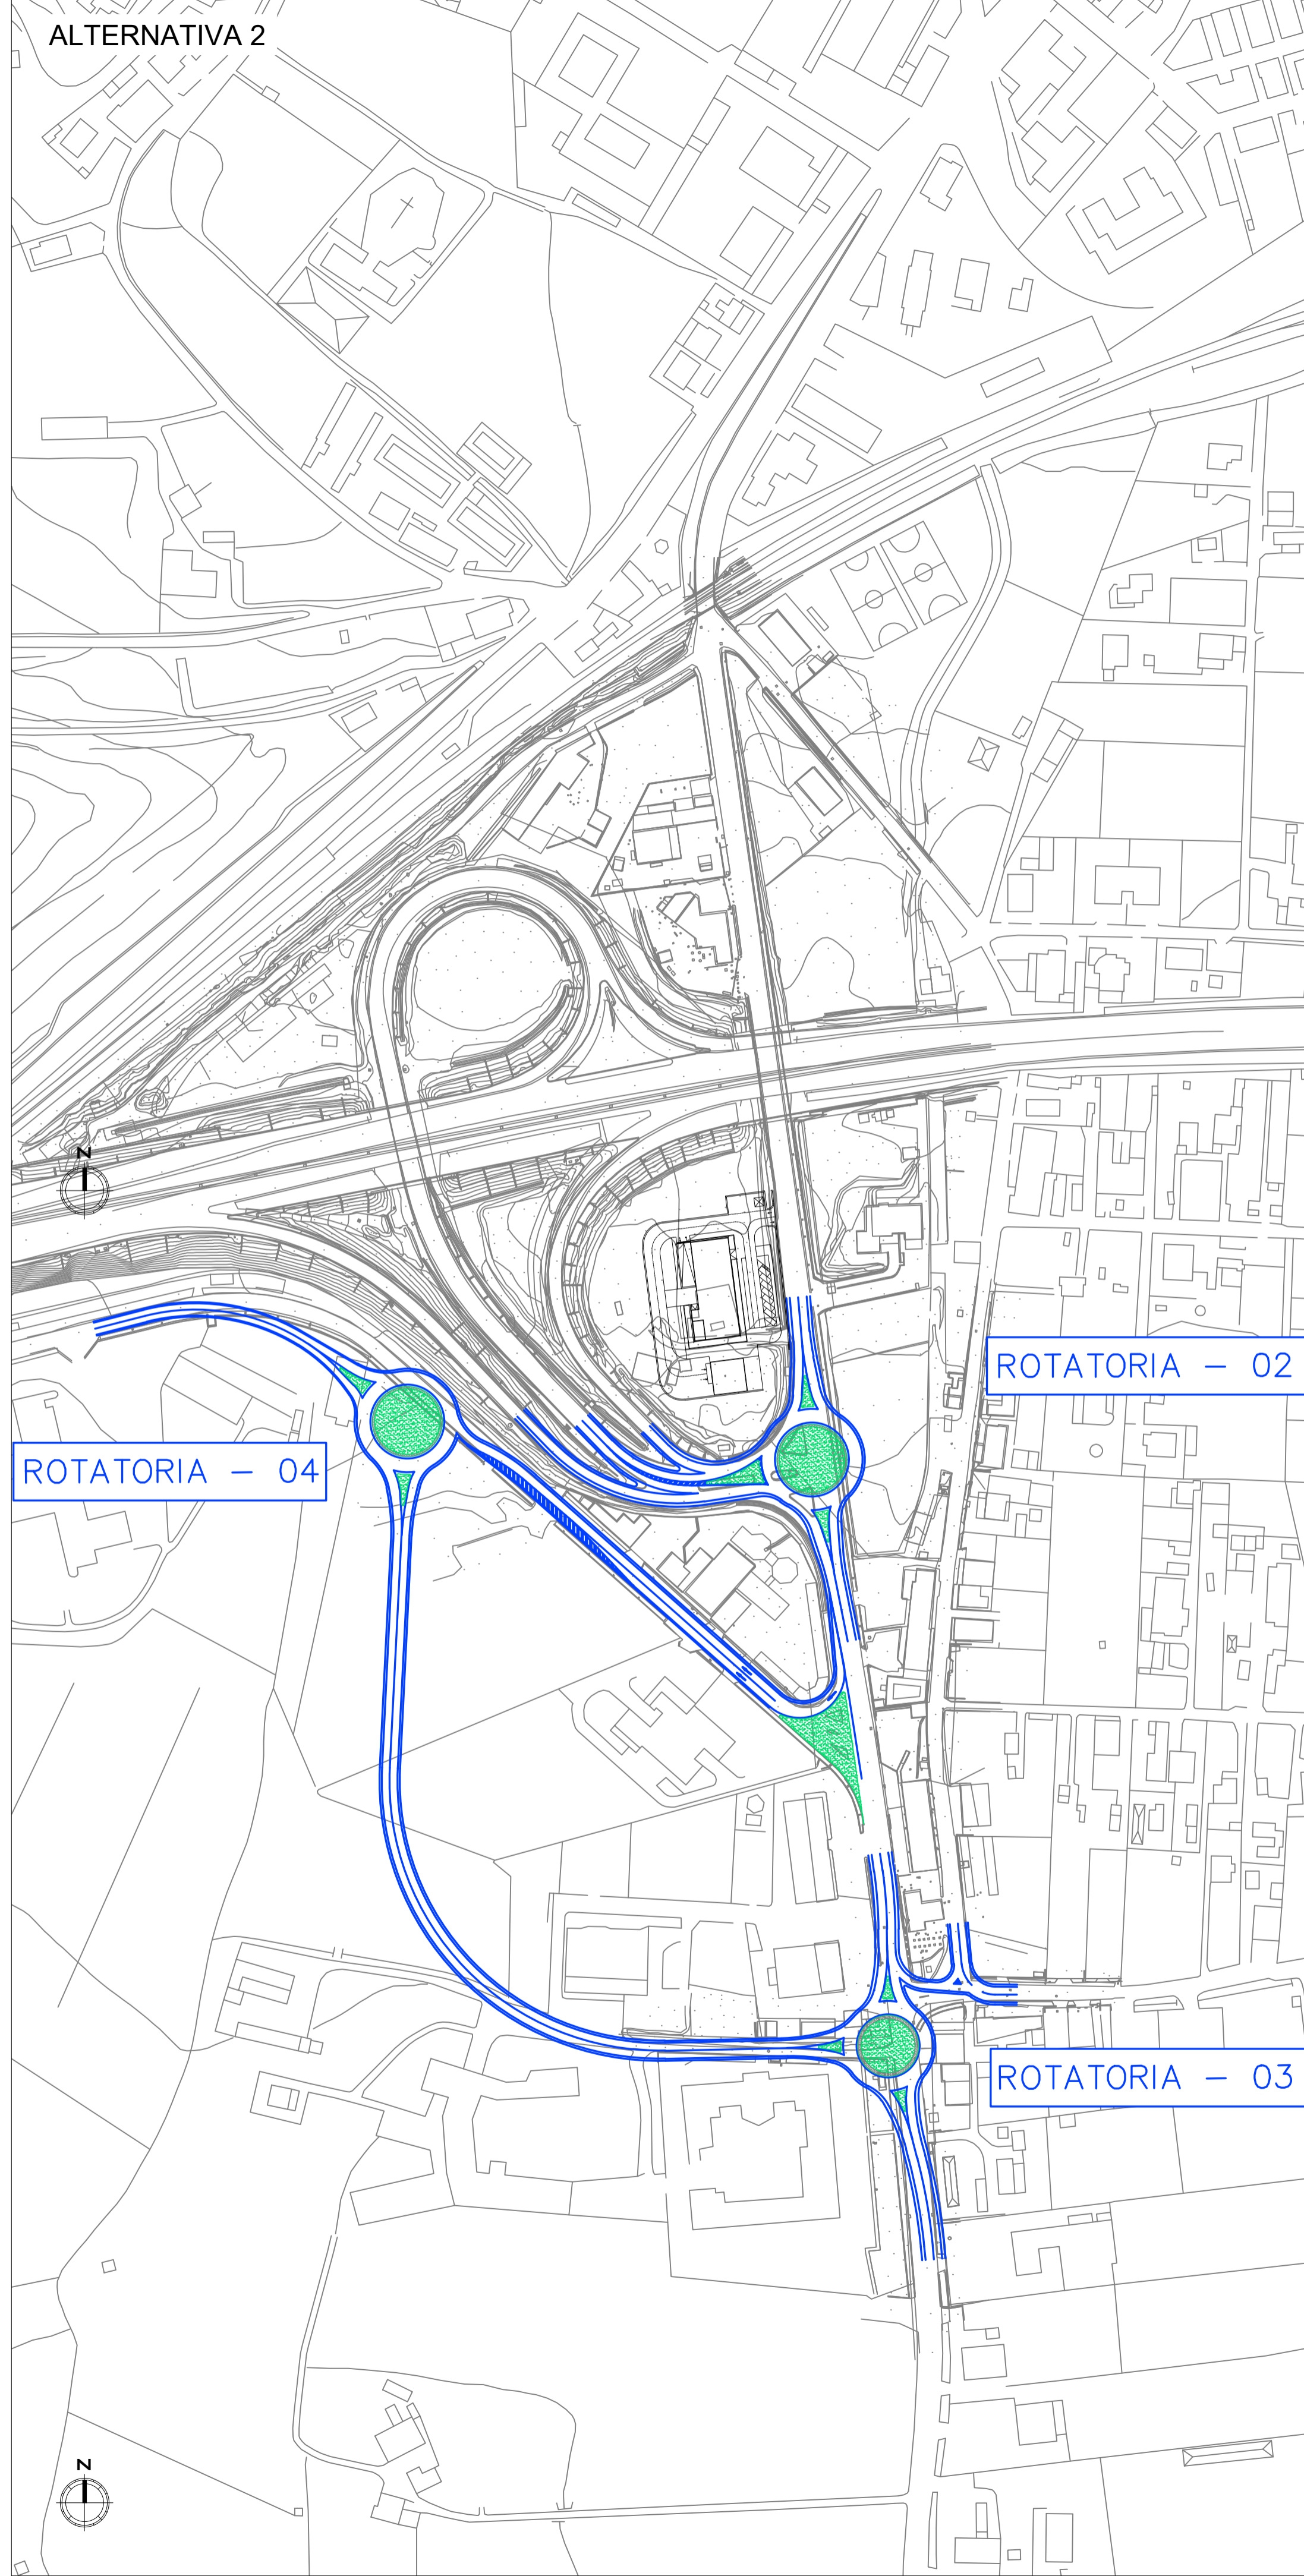 ALTERNATIVA 2
N
ROTATORIA - 02
ROTATORIA - 04
ROTATORIA - 03
N